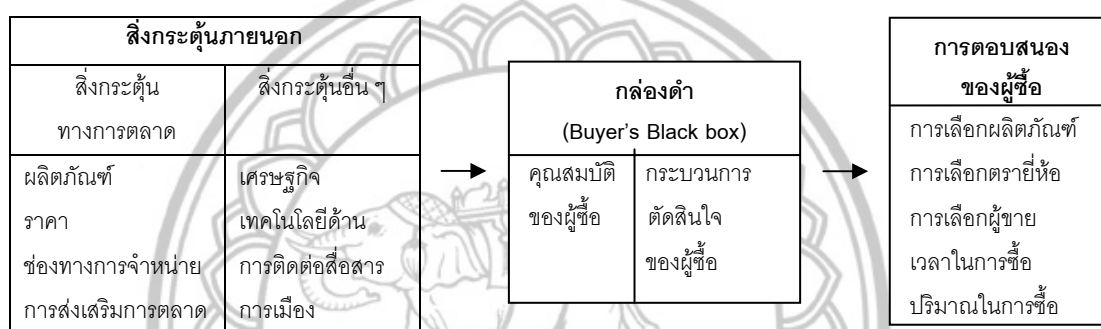 สิ่งกระตุ้นภายนอก
สิ่งกระตุ้น
ทางการตลาด
สิ่งกระตุ้นอื่น ๆ
ผลิตภัณฑ์
ราคา
ช่องทางการจำหน่าย
การส่งเสริมการตลาด
เศรษฐกิจ
เทคโนโลยีด้าน
การติดต่อสื่อสาร
การเมือง
กล่องดำ
(Buyer's Black box)
คุณสมบัติ
ของผู้ซื้อ
กระบวนการ
ตัดสินใจ
ของผู้ซื้อ
การตอบสนอง
ของผู้ซื้อ
การเลือกผลิตภัณฑ์
การเลือกตรายี่ห้อ
การเลือกผู้ขาย
เวลาในการซื้อ
ปริมาณในการซื้อ